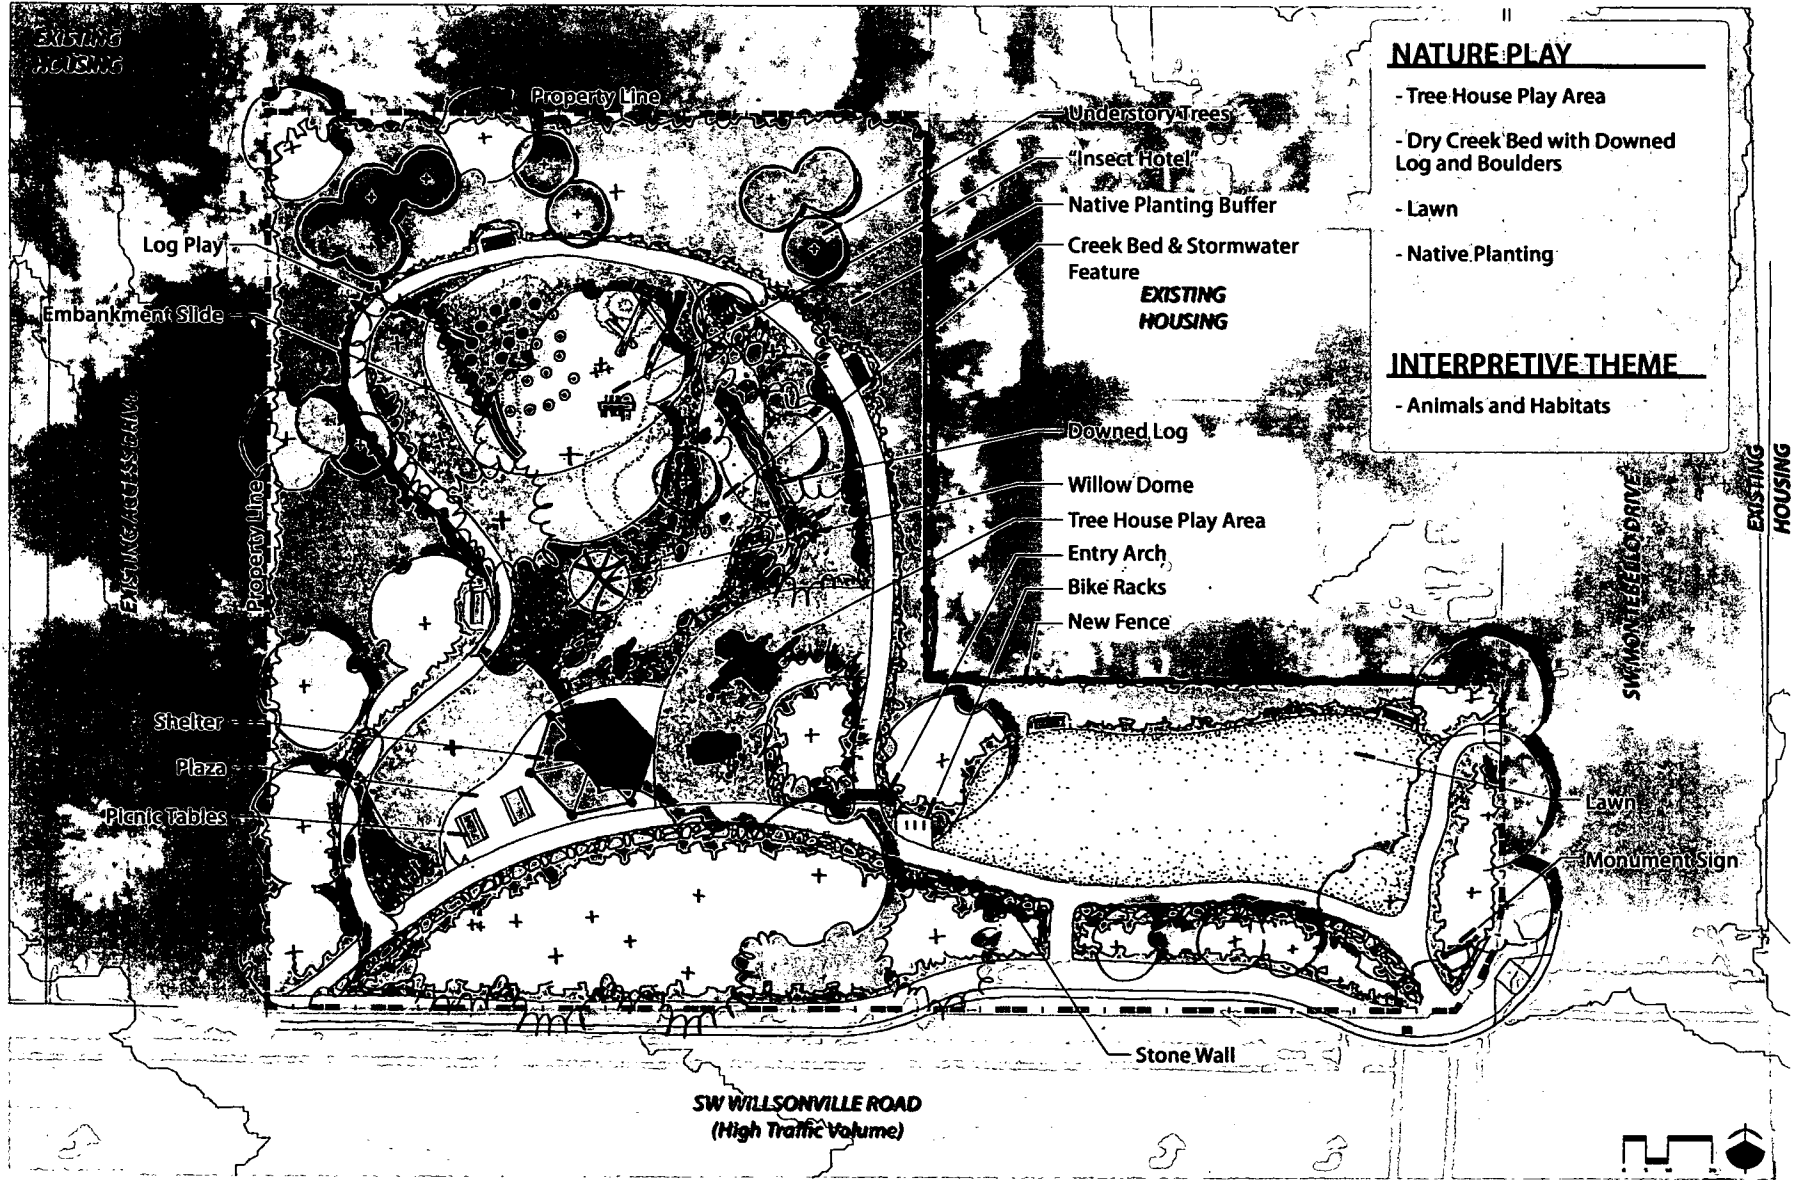 EXISTING
HOUSING
Property Line
Log Play
Embankment Slide
EXISTING ACCESS DRIVE
Property Line
Shelter
Plaza
Picnic Tables
Understory Trees
"Insect Hotel"
Native Planting Buffer
Creek Bed & Stormwater
Feature
EXISTING
HOUSING
Downed Log
Willow Dome
Tree House Play Area
Entry Arch
Bike Racks
New Fence
NATURE PLAY
- Tree House Play Area
- Dry Creek Bed with Downed
Log and Boulders
- Lawn
- Native Planting
INTERPRETIVE THEME
- Animals and Habitats
SW MONTEBELLO DRIVE
EXISTING
HOUSING
Lawn
Monument Sign
Stone Wall
SW WILLSONVILLE ROAD
(High Traffic Volume)